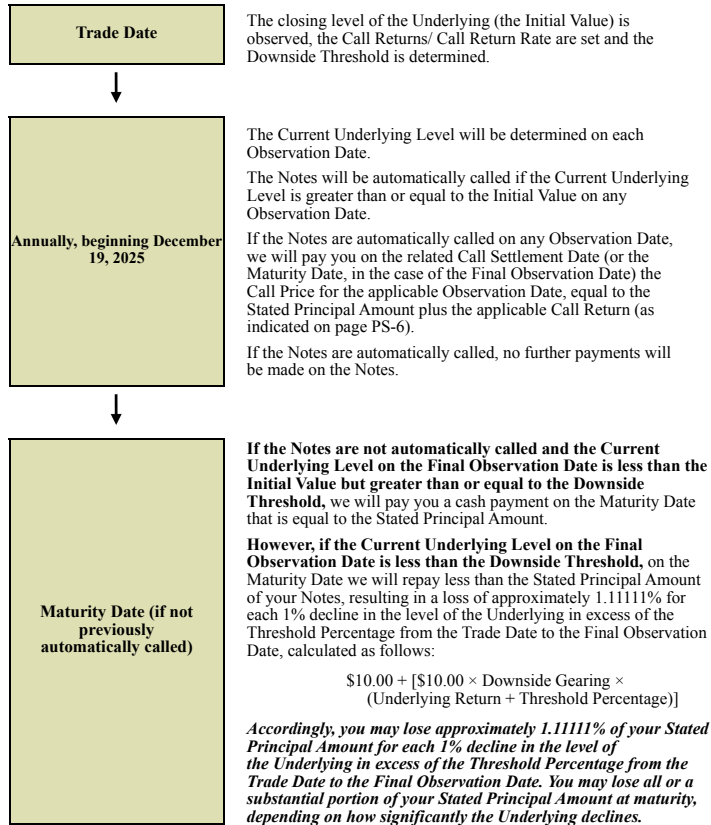 Trade Date
The closing level of the Underlying (the Initial Value) is
observed, the Call Returns/ Call Return Rate are set and the
Downside Threshold is determined.
Annually, beginning December
19, 2025
The Current Underlying Level will be determined on each
Observation Date.
The Notes will be automatically called if the Current Underlying
Level is greater than or equal to the Initial Value on any
Observation Date.
If the Notes are automatically called on any Observation Date,
we will pay you on the related Call Settlement Date (or the
Maturity Date, in the case of the Final Observation Date) the
Call Price for the applicable Observation Date, equal to the
Stated Principal Amount plus the applicable Call Return (as
indicated on page PS-6).
If the Notes are automatically called, no further payments will
be made on the Notes.
Maturity Date (if not
previously
automatically called)
If the Notes are not automatically called and the Current
Underlying Level on the Final Observation Date is less than the
Initial Value but greater than or equal to the Downside
Threshold, we will pay you a cash payment on the Maturity Date
that is equal to the Stated Principal Amount.
However, if the Current Underlying Level on the Final
Observation Date is less than the Downside Threshold, on the
Maturity Date we will repay less than the Stated Principal Amount
of your Notes, resulting in a loss of approximately 1.11111% for
each 1% decline in the level of the Underlying in excess of the
Threshold Percentage from the Trade Date to the Final Observation
Date, calculated as follows:
$10.00 + [$10.00 × Downside Gearing ×
(Underlying Return + Threshold Percentage)]
Accordingly, you may lose approximately 1.11111% of your Stated
Principal Amount for each 1% decline in the level of
the Underlying in excess of the Threshold Percentage from the
Trade Date to the Final Observation Date. You may lose all or a
substantial portion of your Stated Principal Amount at maturity,
depending on how significantly the Underlying declines.